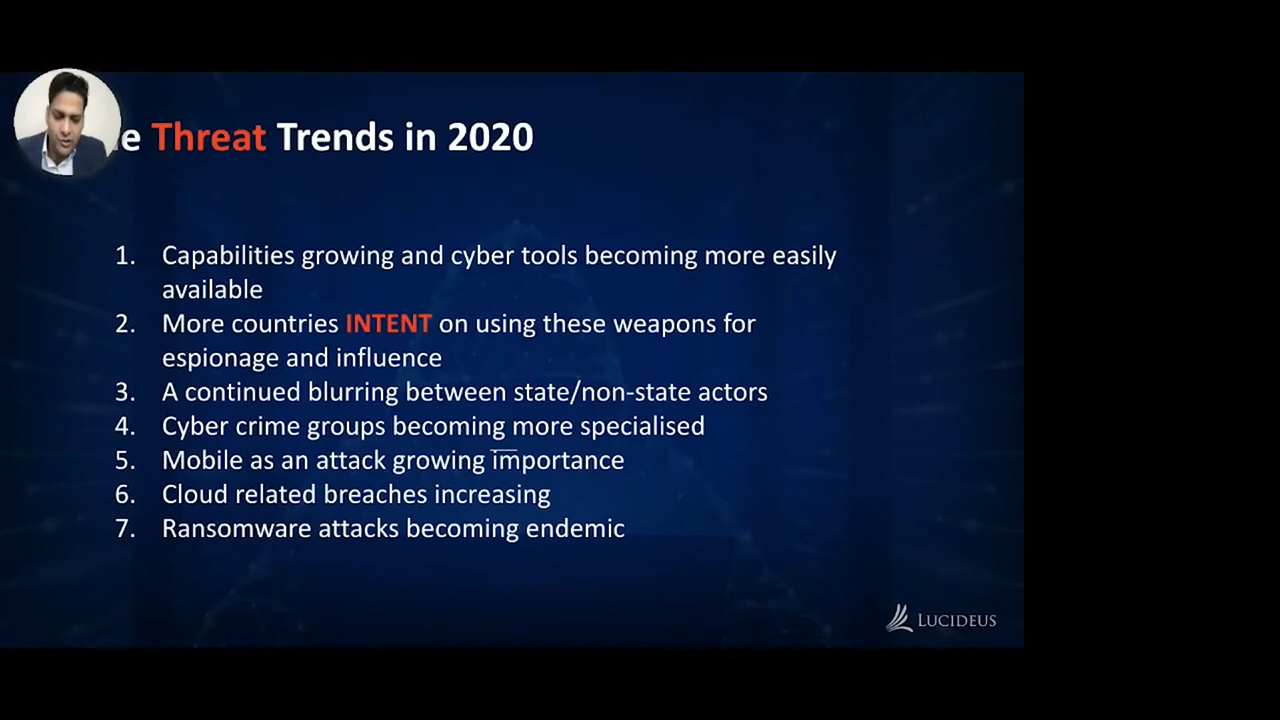 e Threat Trends in 2020
1. Capabilities growing and cyber tools becoming more easily
available
2. More countries INTENT on using these weapons for
espionage and influence
3. A continued blurring between state/non-state actors
4. Cyber crime groups becoming more specialised
5. Mobile as an attack growing importance
6. Cloud related breaches increasing
7. Ransomware attacks becoming endemic
LUCIDEUS